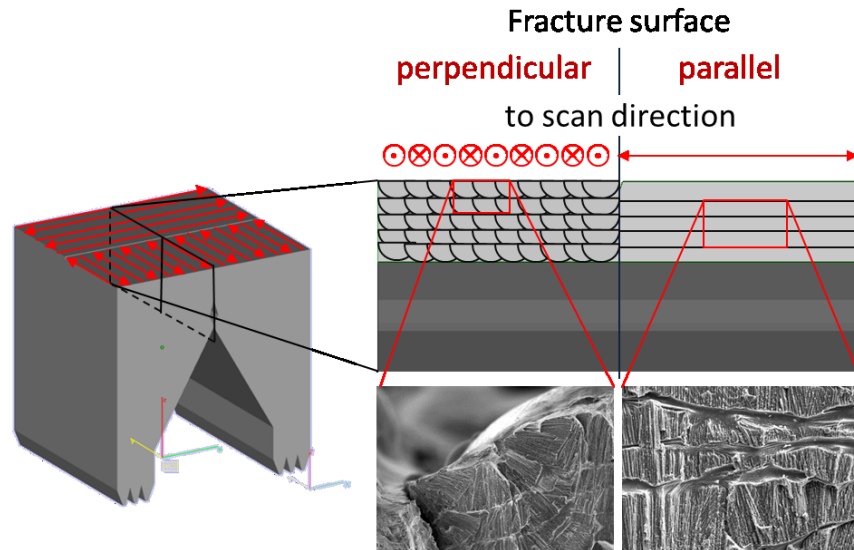 Fracture surface
perpendicular parallel
to scan direction